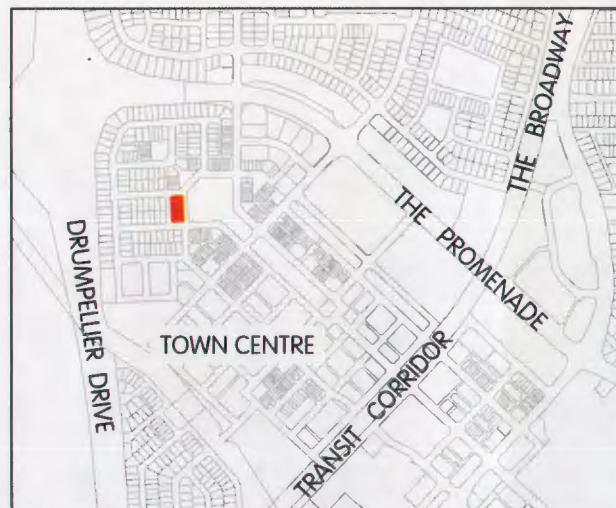 THE BROADWAY
THE PROMENADE
DRUMPELLIER DRIVE
TOWN CENTRE
TRANSIT CORRIDOR